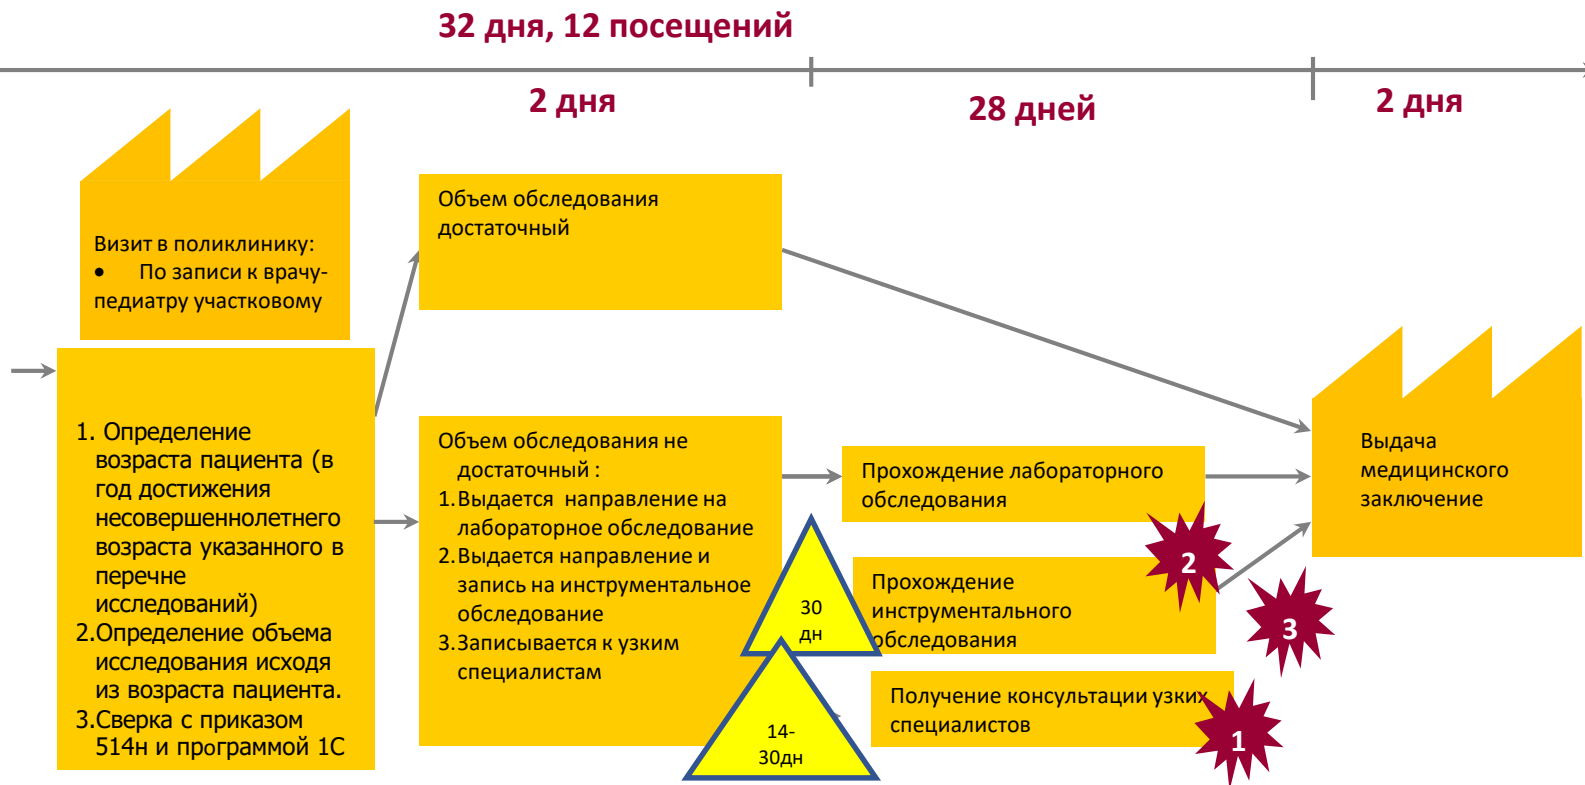 32 дня, 12 посещений
2 дня
28 дней
2 дня
Визит в поликлинику:
• По записи к врачу-
педиатру участковому
1. Определение
возраста пациента (в
год достижения
несовершеннолетнего
возраста указанного в
перечне
исследований)
2.Определение объема
исследования исходя
из возраста пациента.
3.Сверка с приказом
514н и программой 1С
Объем обследования
достаточный
Объем обследования не
достаточный :
1.Выдается направление на
лабораторное обследование
2.Выдается направление и
запись на инструментальное
обследование
3.Записывается к узким
специалистам
30
дн
14-
30дн
Прохождение лабораторного
обследования
Прохождение
инструментального
обследования
Получение консультации узких
специалистов
2
3
1
Выдача
медицинского
заключение